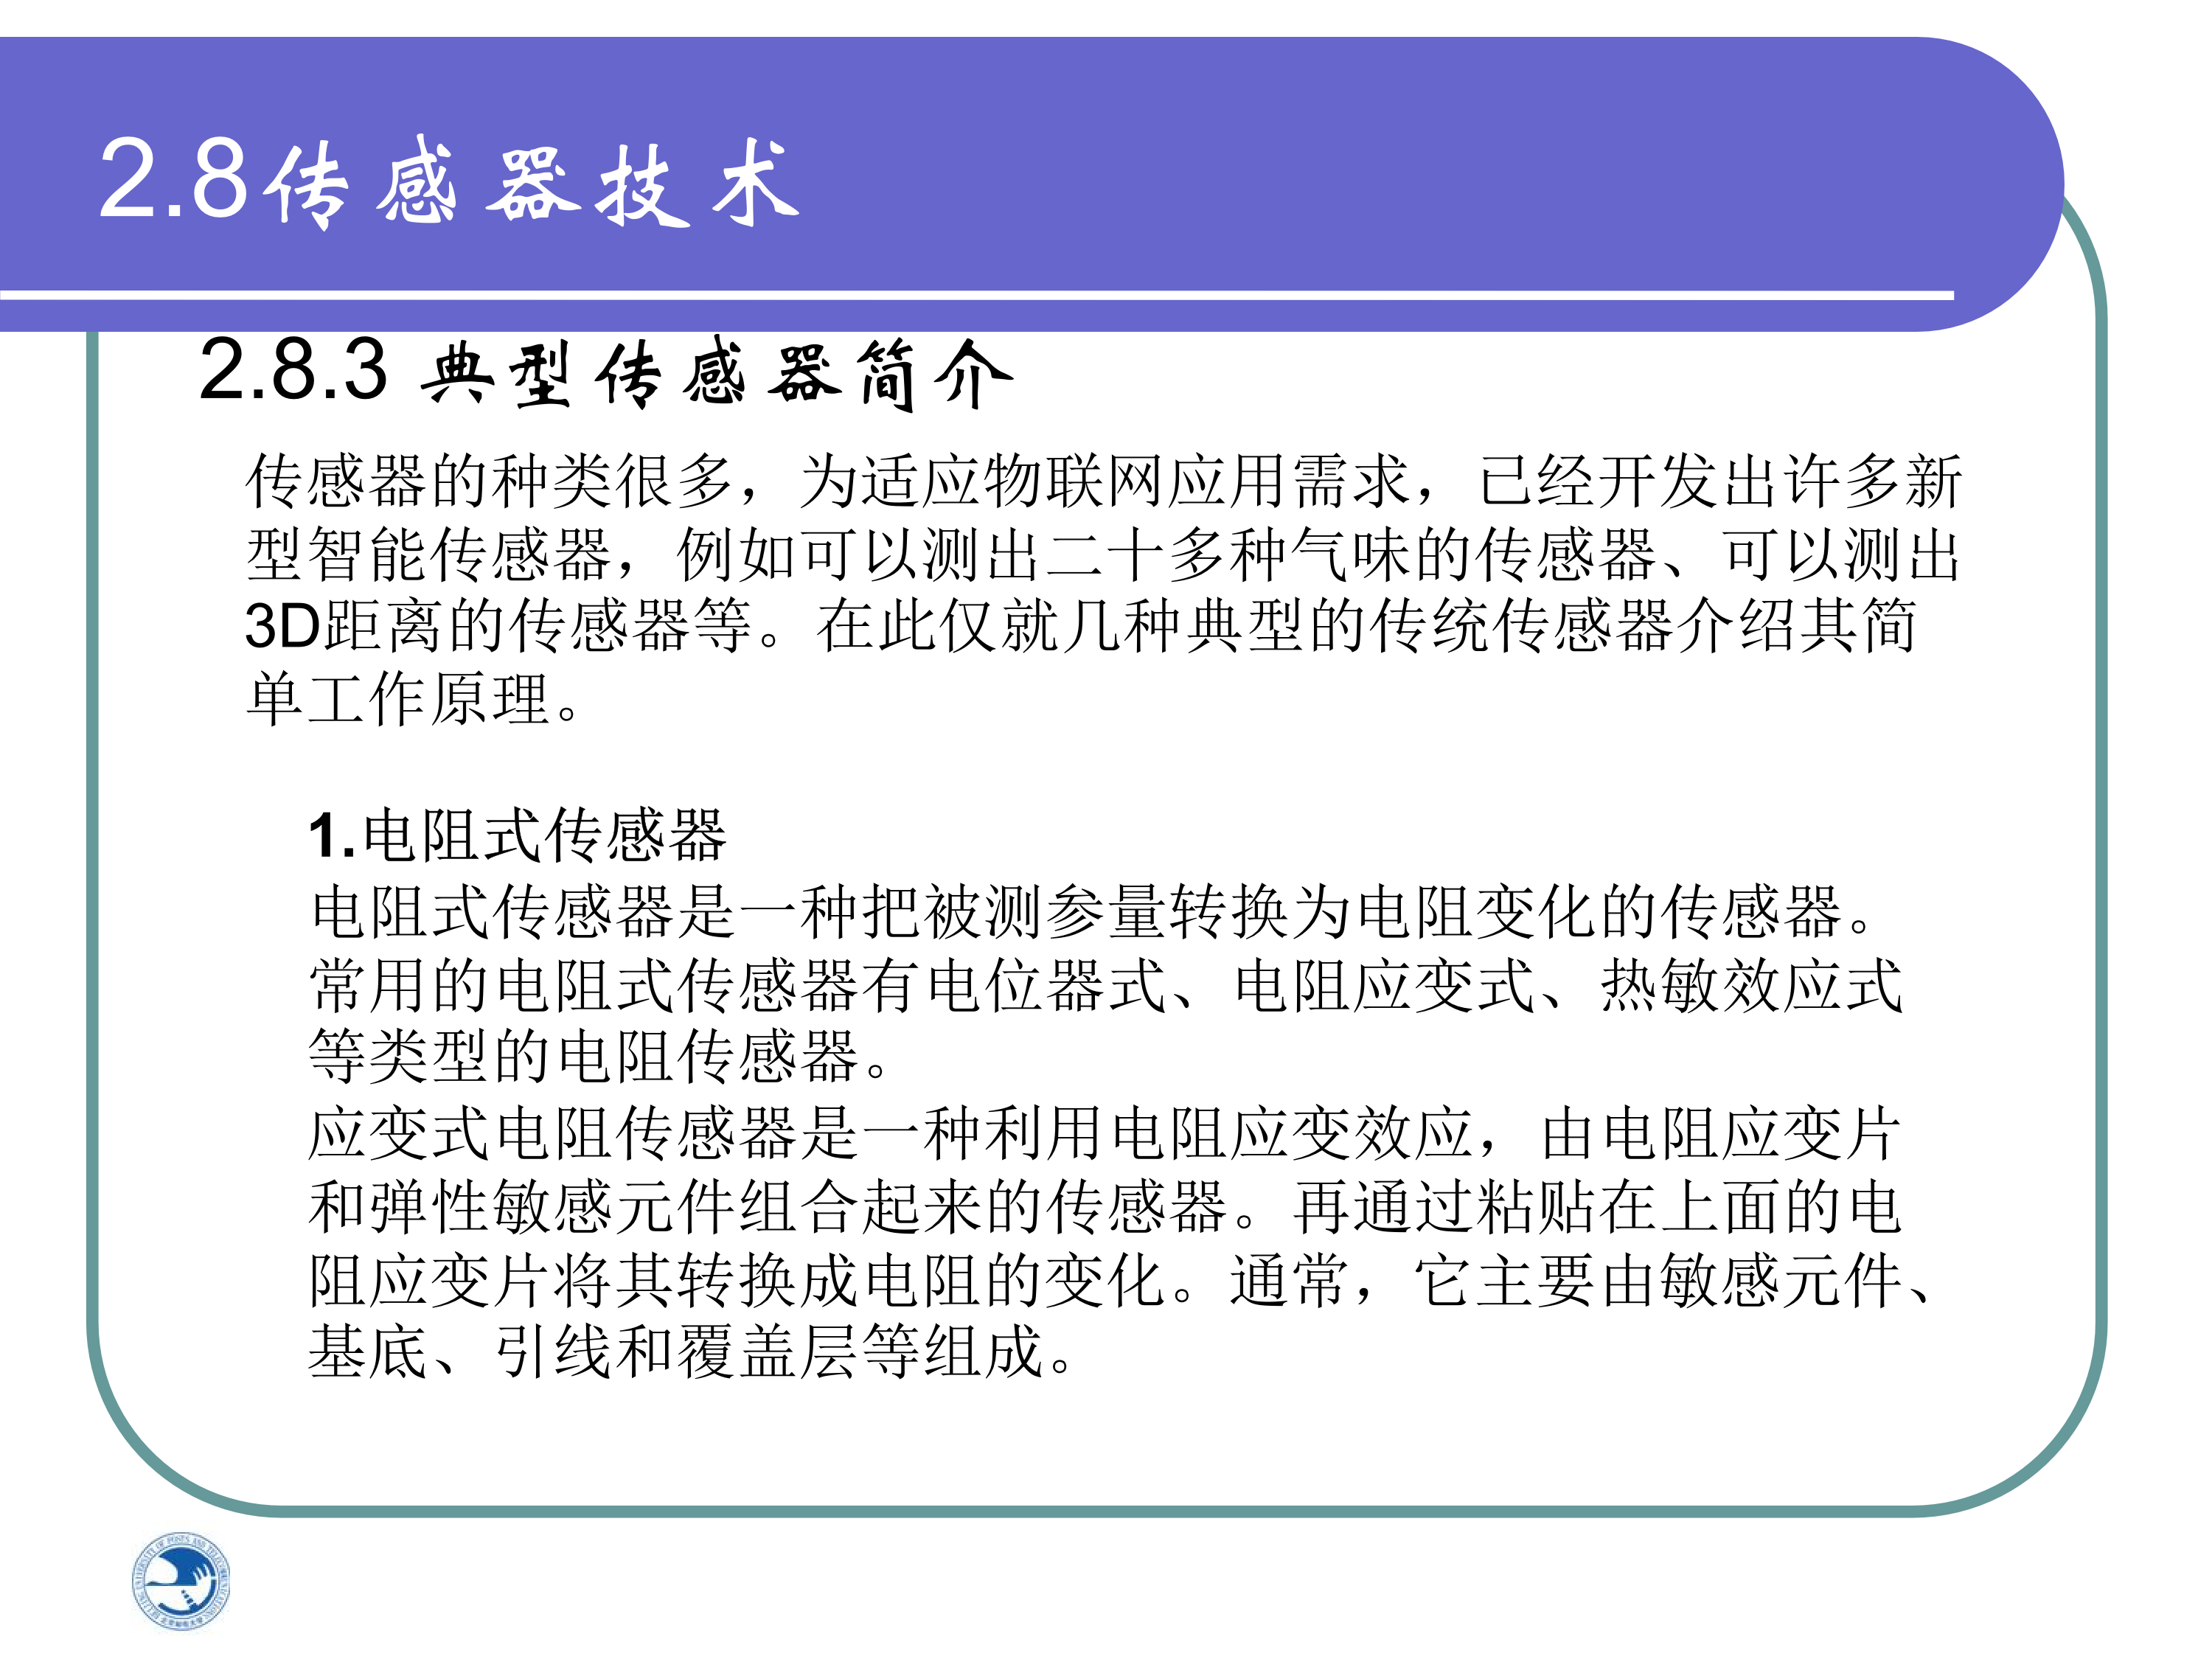 2.8传感器技术
2.8.3 典型传感器简介
传感器的种类很多，为适应物联网应用需求，已经开发出许多新
型智能传感器，例如可以测出二十多种气味的传感器、可以测出
3D距离的传感器等。在此仅就几种典型的传统传感器介绍其简
单工作原理。
1.电阻式传感器
电阻式传感器是一种把被测参量转换为电阻变化的传感器。
常用的电阻式传感器有电位器式、电阻应变式、热敏效应式
等类型的电阻传感器。
应变式电阻传感器是一种利用电阻应变效应，由电阻应变片
和弹性敏感元件组合起来的传感器。再通过粘贴在上面的电
阻应变片将其转换成电阻的变化。通常，它主要由敏感元件、
基底、引线和覆盖层等组成。